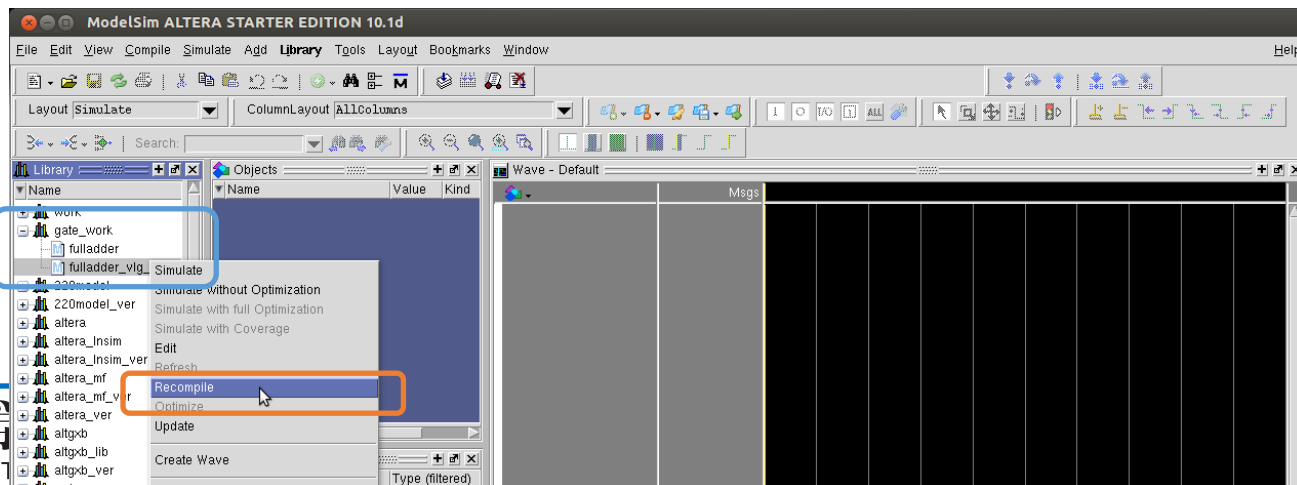 ModelSim ALTERA STARTER EDITION 10.1d
File Edit View Compile Simulate Add Library Tools Layout Bookmarks Window Help
Layout Simulate ColumnLayout AllColumns
Search:
Library Objects Wave - Default
Name Name Value Kind Msgs
work
gate_work
fulladder
fulladder_vlg_
220model
220model_ver
altera
altera_lnsim
altera_lnsim_ver
altera_mf
altera_mf_ver
altera_ver
altgxb
altgxb_lib
altgxb_ver
Simulate
Simulate without Optimization
Simulate with full Optimization
Simulate with Coverage
Edit
Refresh
Recompile
Optimize
Update
Create Wave
Type (filtered)